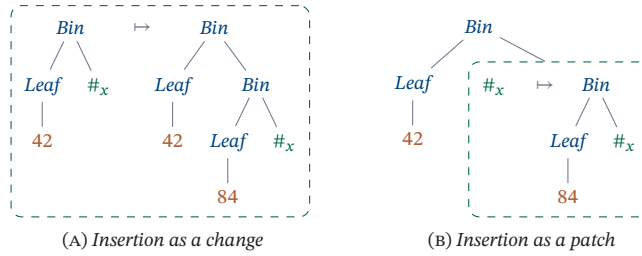 Bin ↦ Bin Bin
Leaf #x Leaf Bin Leaf #x ↦ Bin
42 42 Leaf #x 42 Leaf #x
84 84
(A) Insertion as a change (B) Insertion as a patch